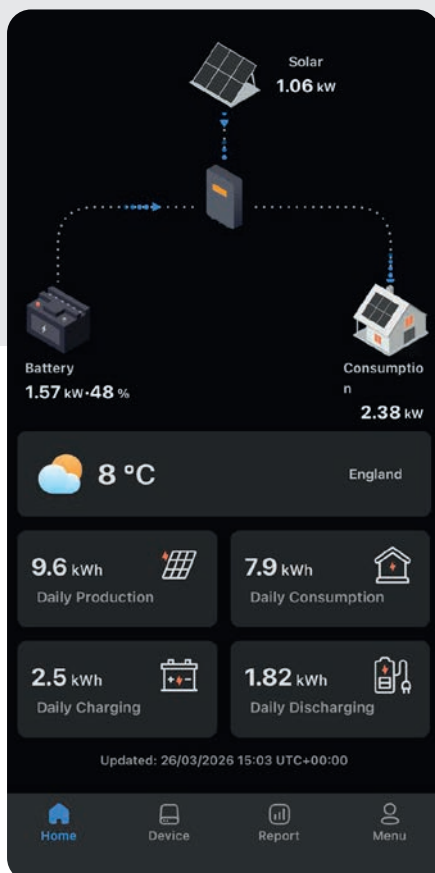 Solar
1.06 kW
Battery
1.57 kW·48 %
Consumptio
n
2.38 kW
8 °C
England
9.6 kWh
Daily Production
7.9 kWh
Daily Consumption
2.5 kWh
Daily Charging
1.82 kWh
Daily Discharging
Updated: 26/03/2026 15:03 UTC+00:00
Home
Device
Report
Menu